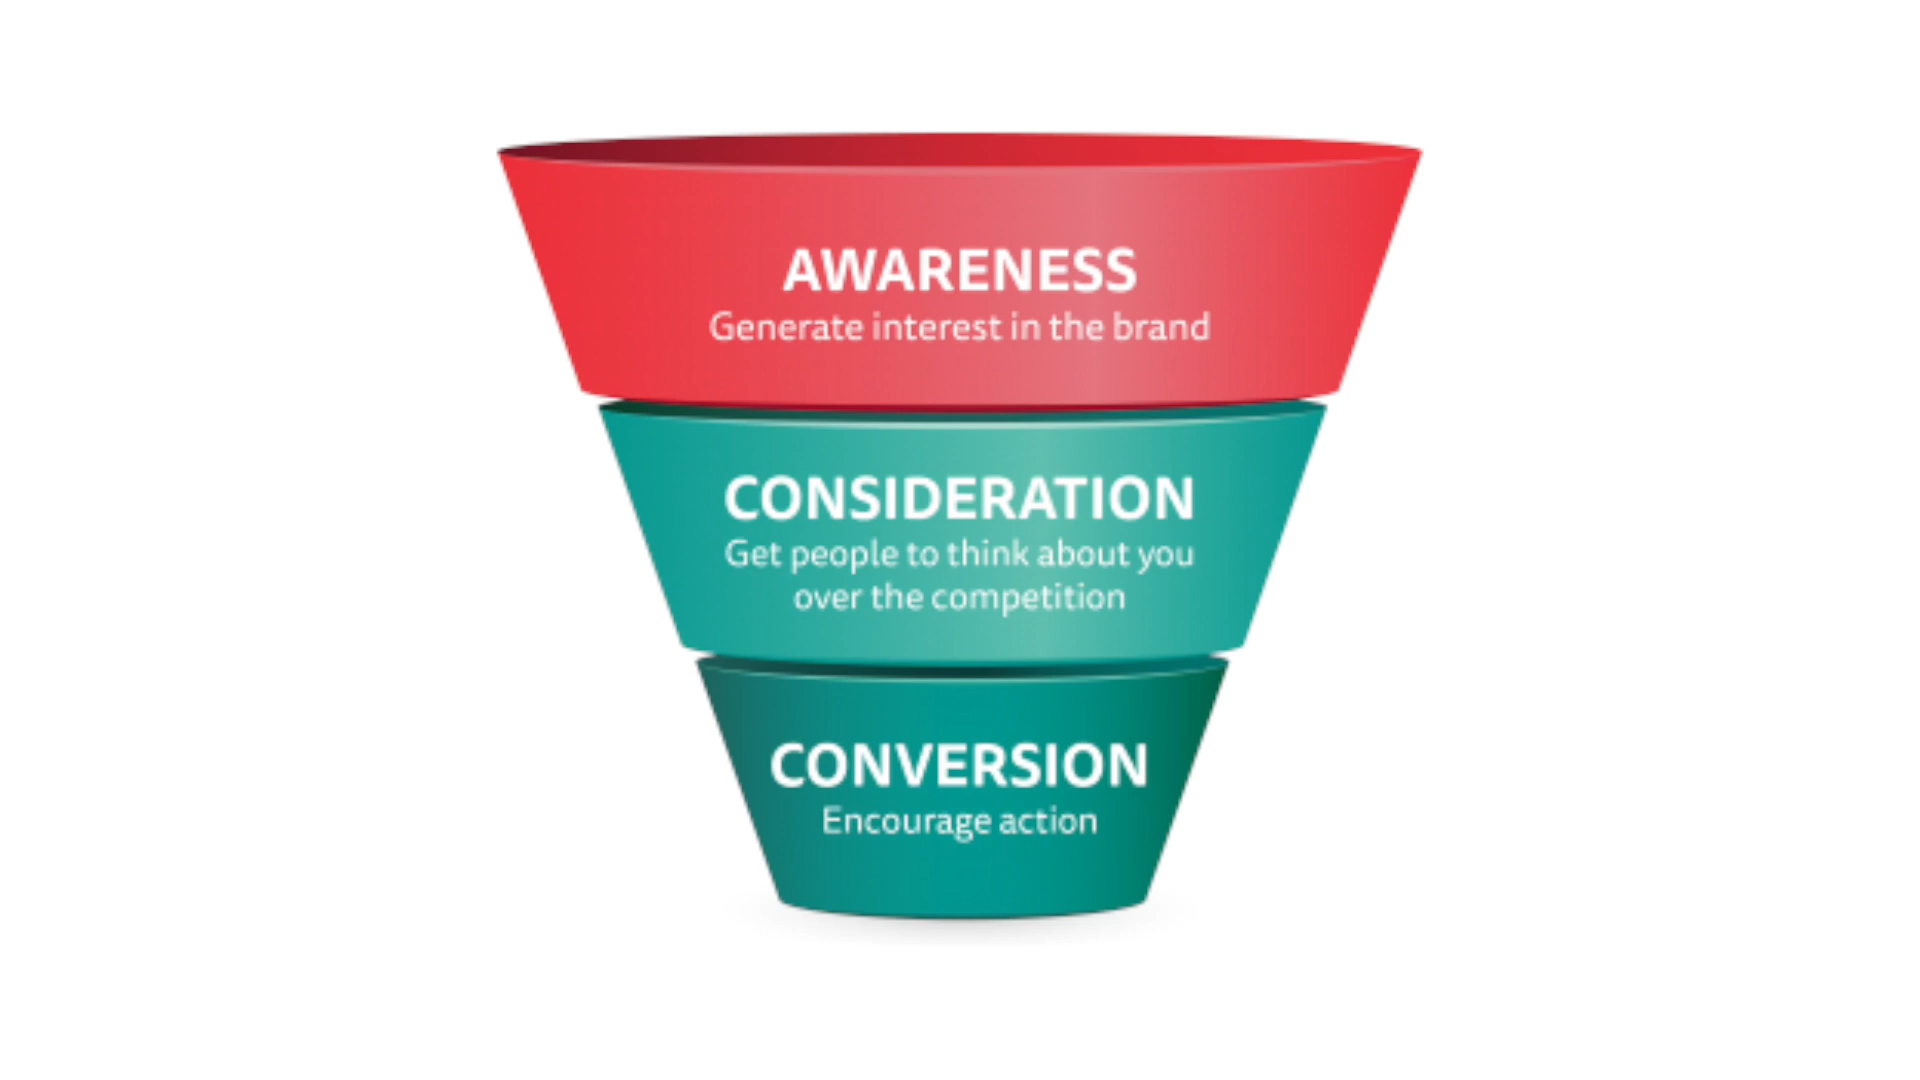 AWARENESS
Generate interest in the brand
CONSIDERATION
Get people to think about you
over the competition
CONVERSION
Encourage action